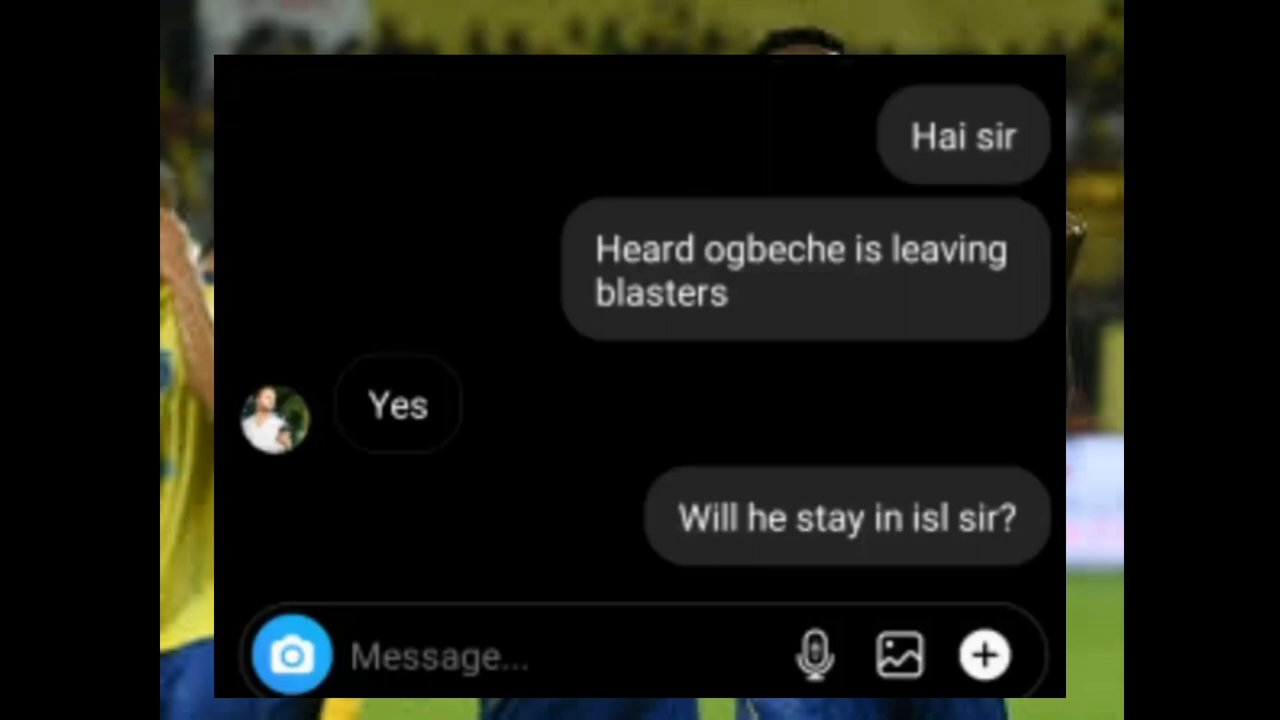 Hai sir
Heard ogbeche is leaving
blasters
Yes
Will he stay in isl sir?
Message...